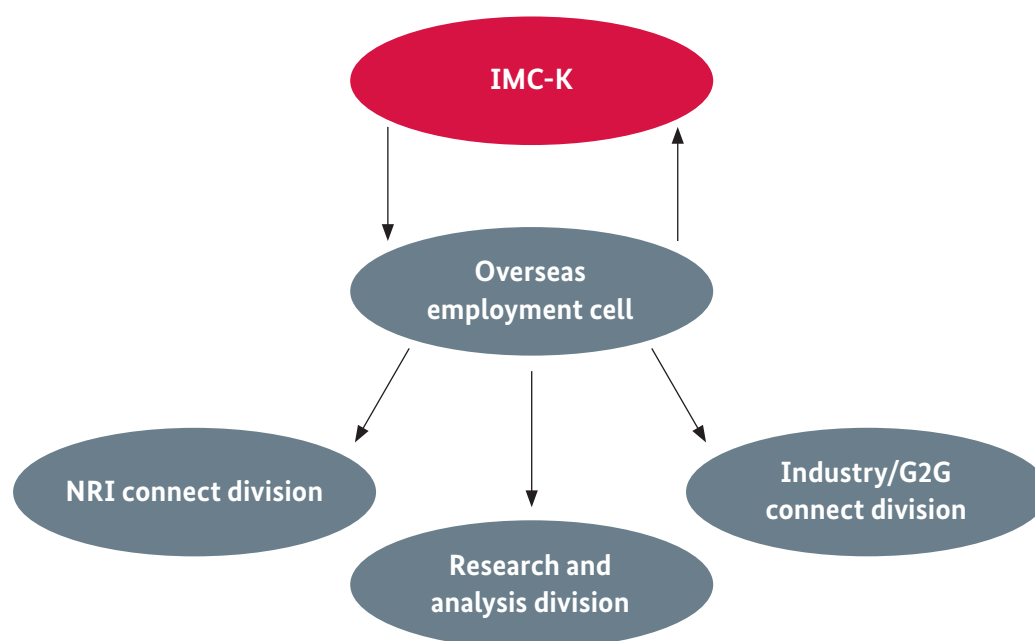 IMC-K
Overseas
employment cell
NRI connect division
Industry/G2G
connect division
Research and
analysis division